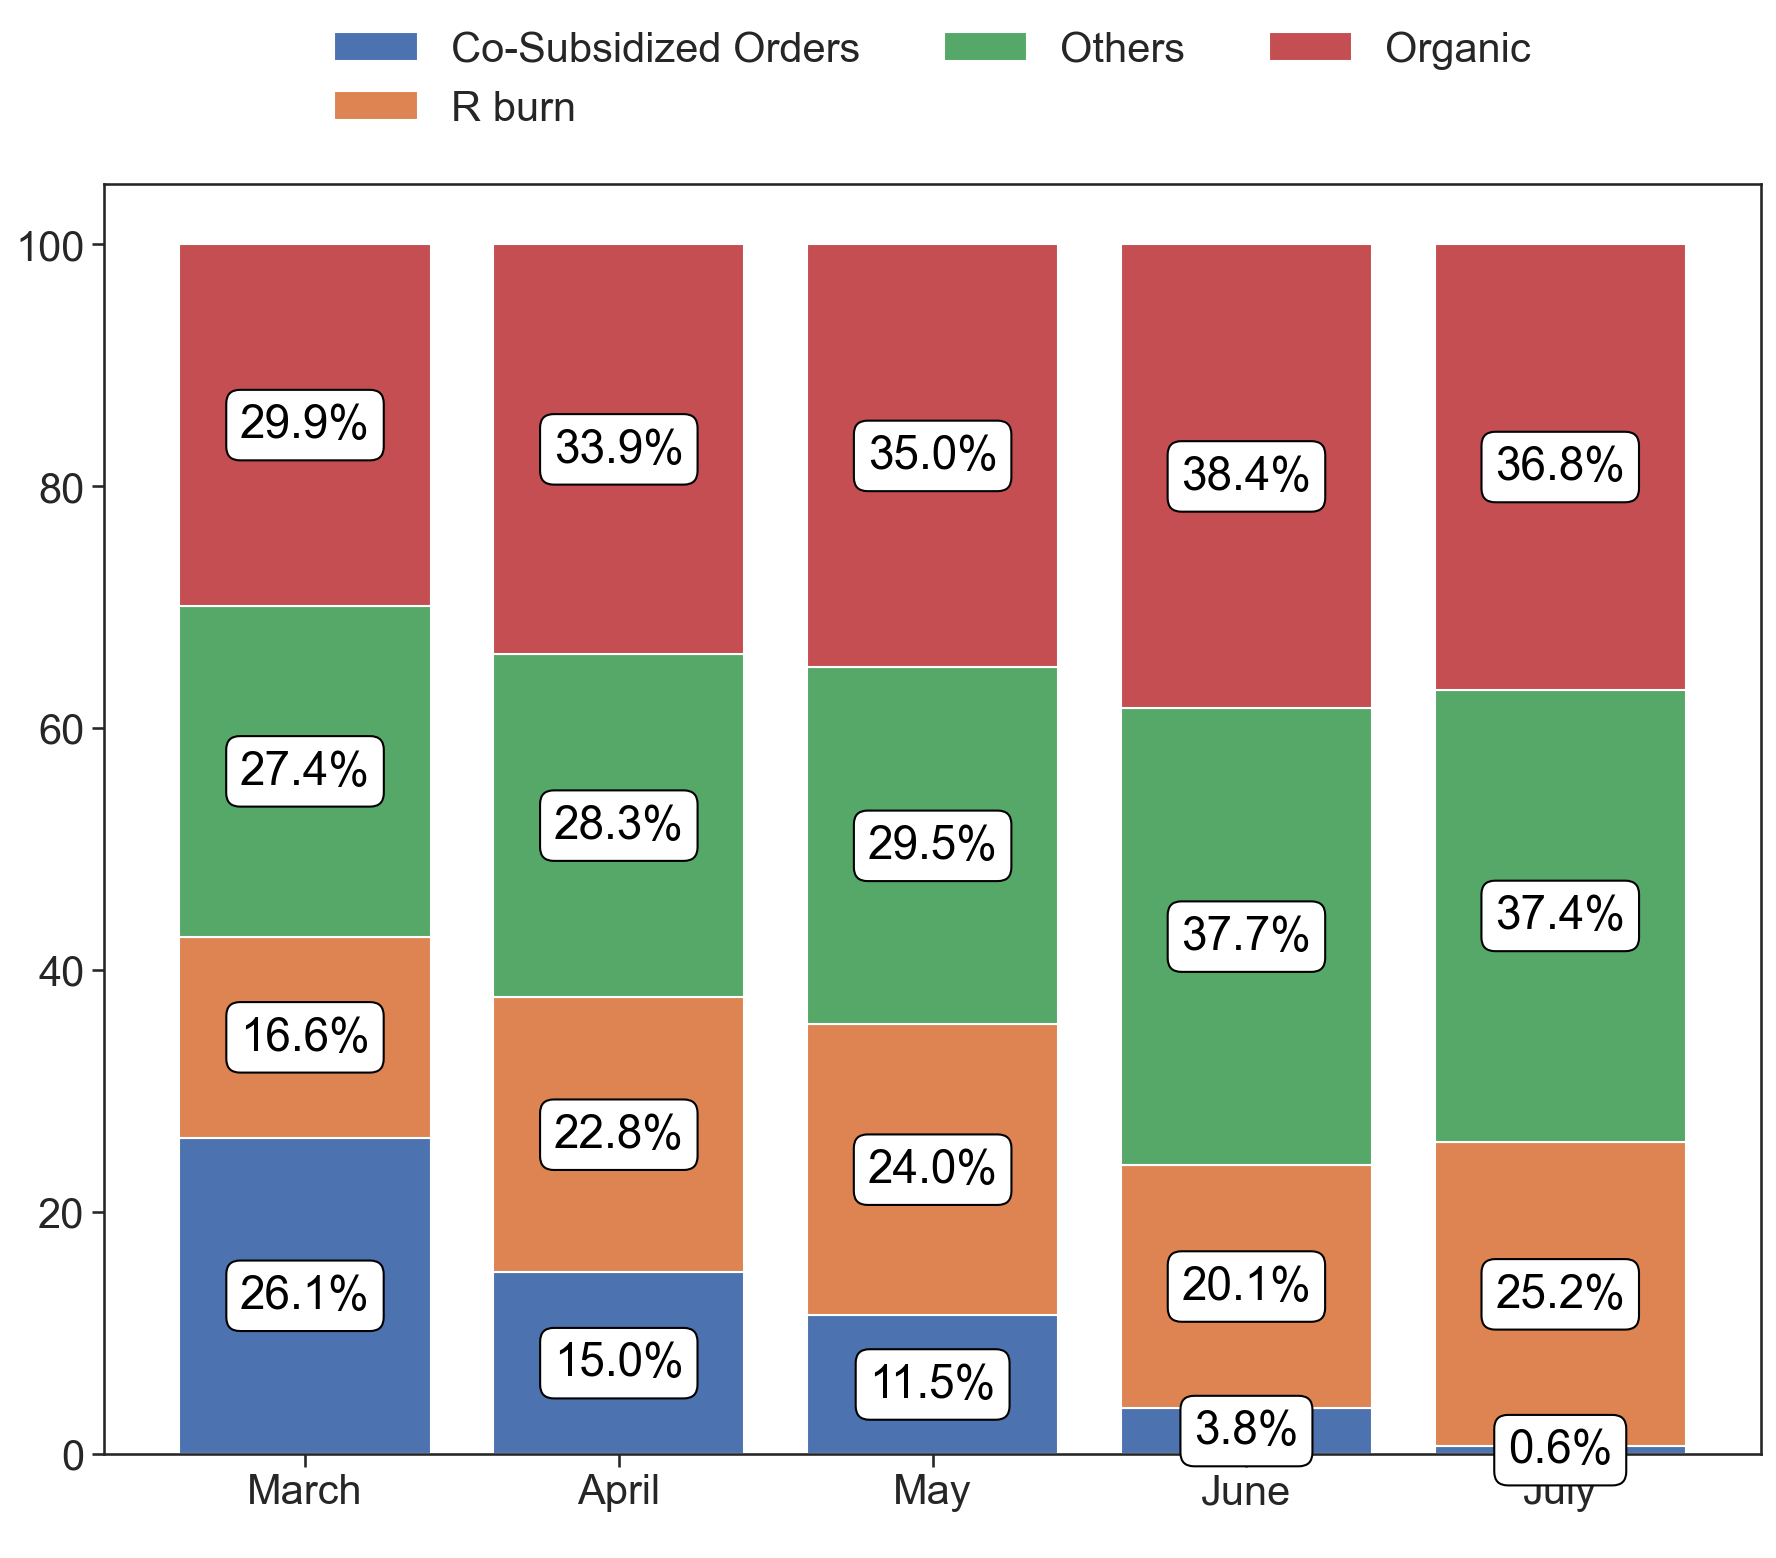 Co-Subsidized Orders Others Organic
R burn
100
80
60
40
20
0
29.9% 33.9% 35.0% 38.4% 36.8%
27.4% 28.3% 29.5% 37.7% 37.4%
16.6% 22.8% 24.0% 20.1% 25.2%
26.1% 15.0% 11.5% 3.8% 0.6%
March April May June July